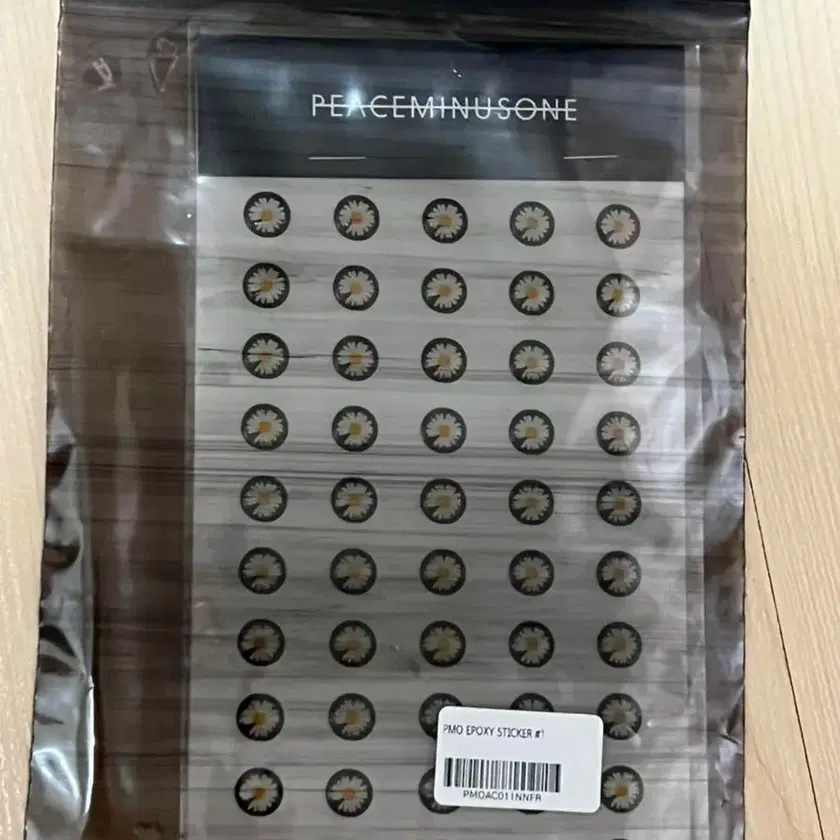 PEACEMINUSONE
PMO EPOXY STICKER #1
PMOAC011NNFR